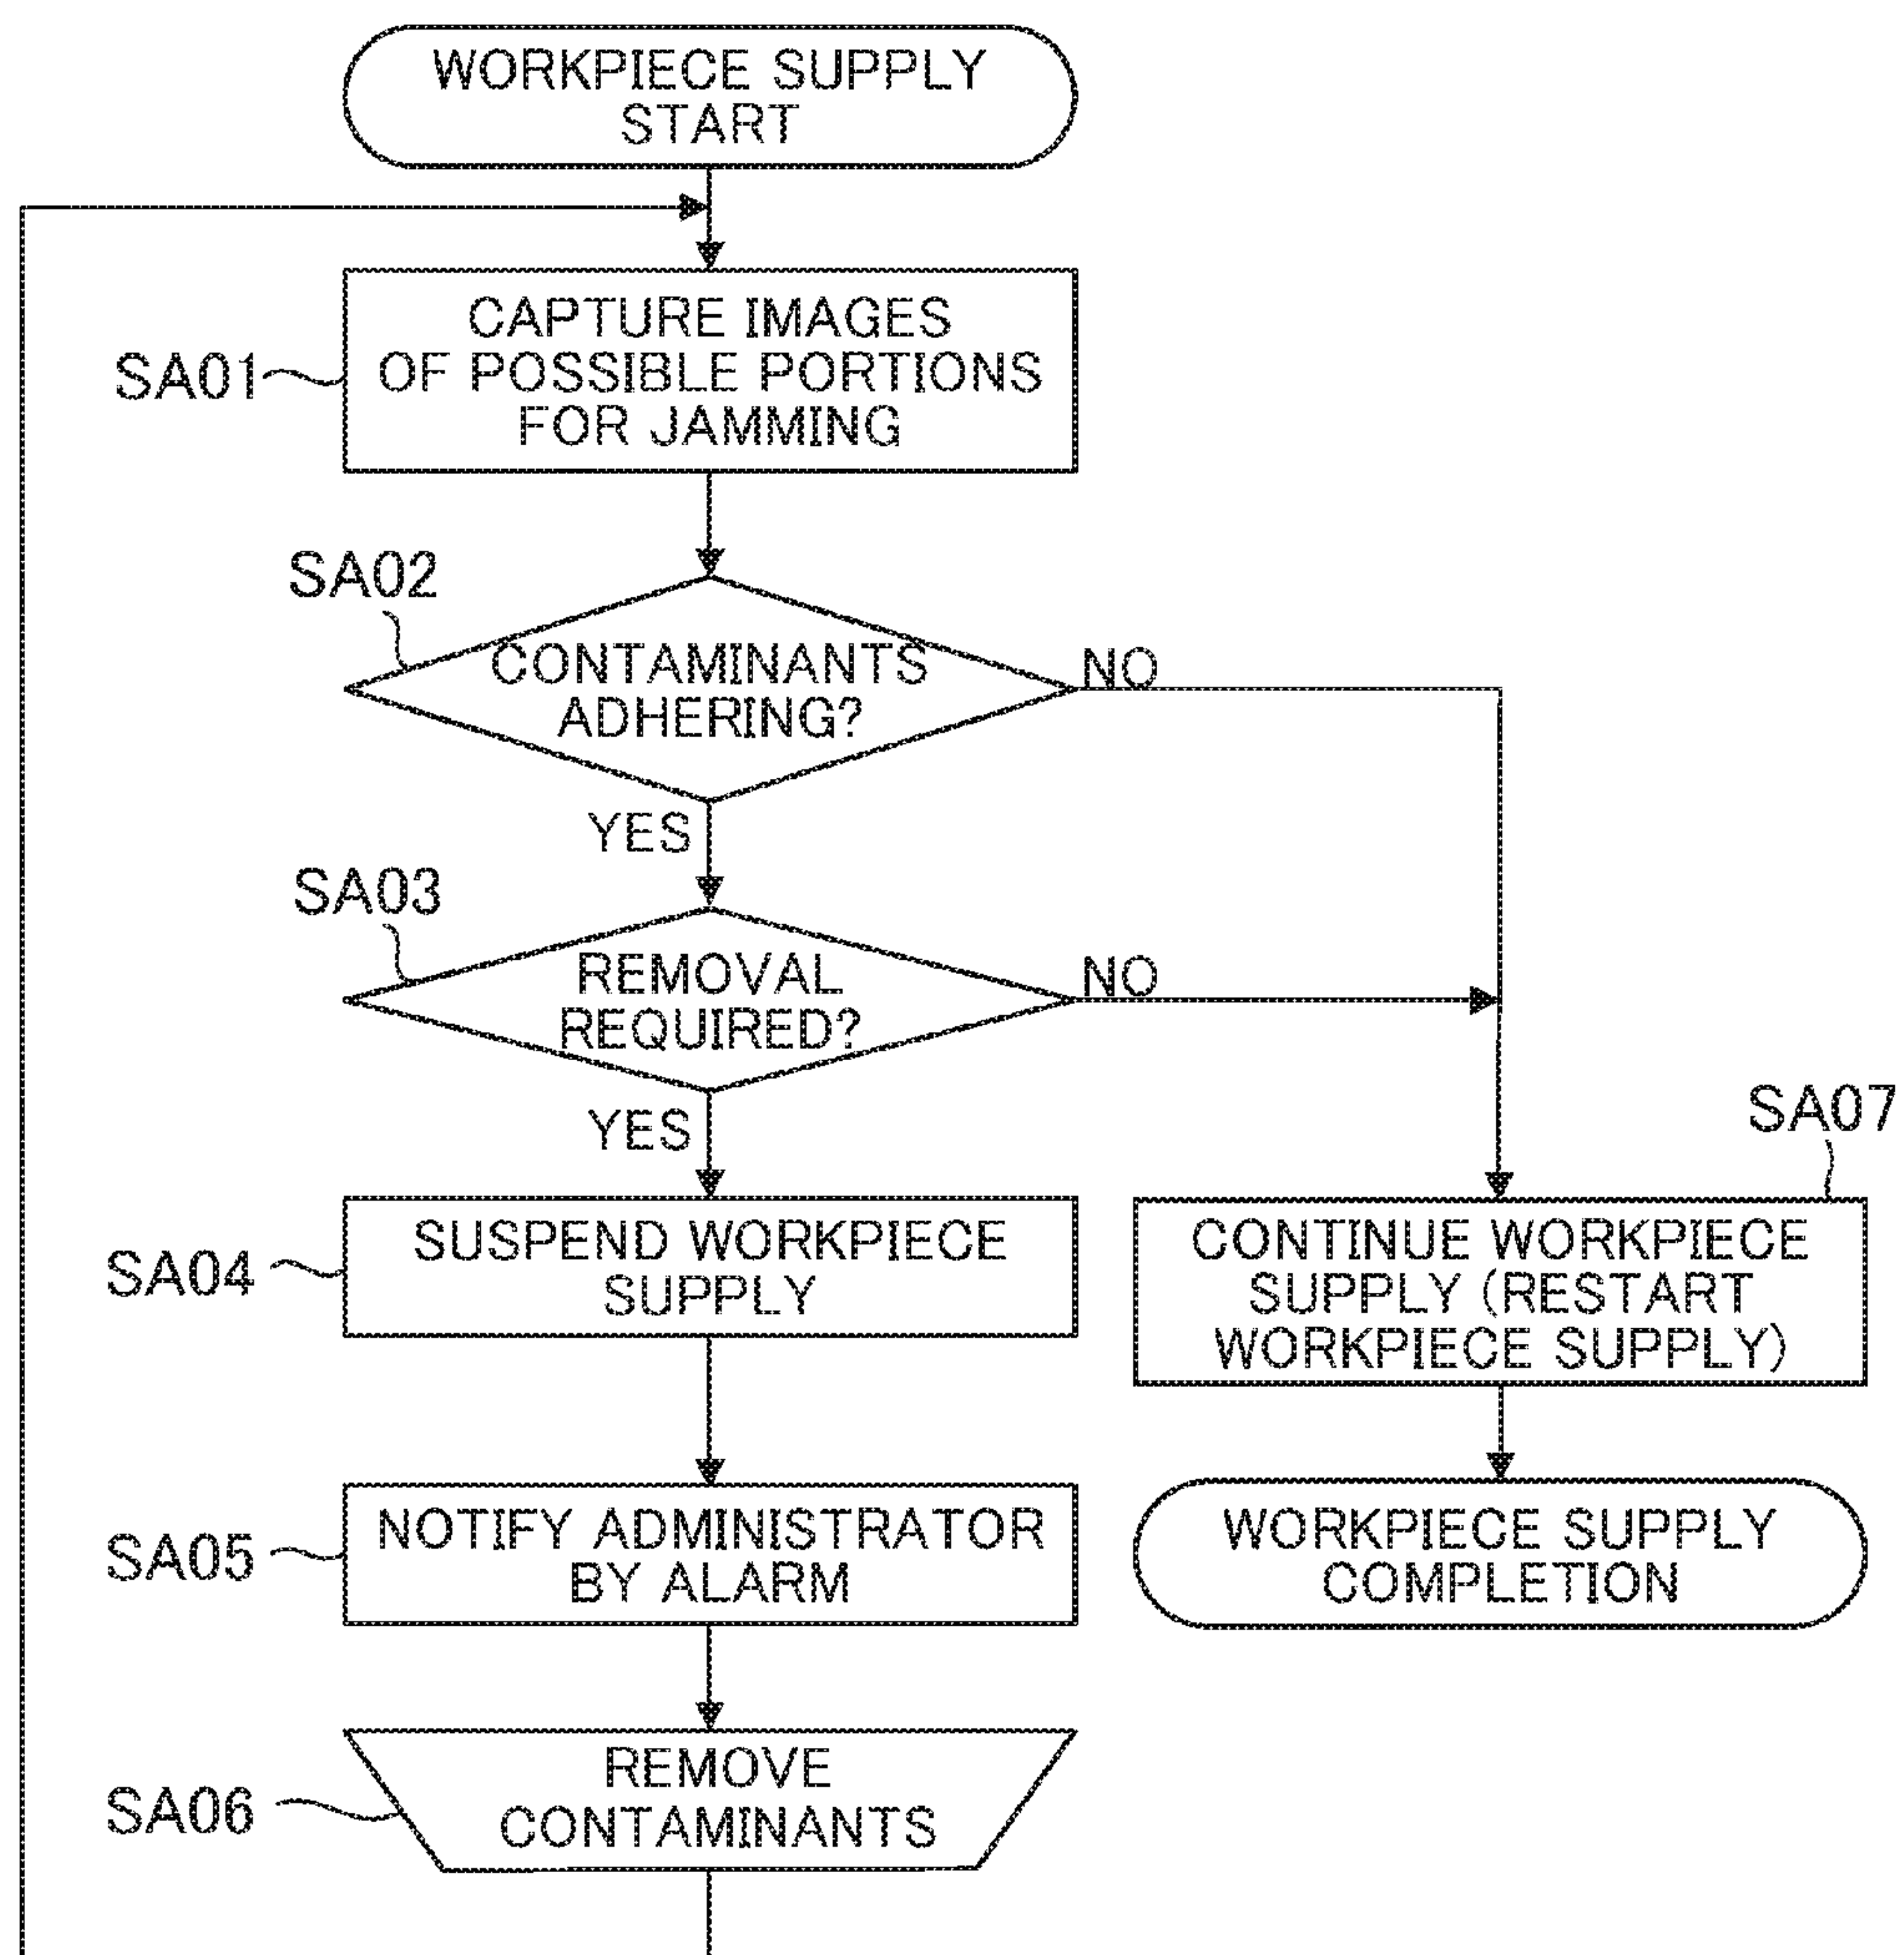 WORKPIECE SUPPLY
START
SA01
CAPTURE IMAGES
OF POSSIBLE PORTIONS
FOR JAMMING
SA02
CONTAMINANTS
ADHERING?
NO
YES
SA03
REMOVAL
REQUIRED?
NO
YES
SA04
SUSPEND WORKPIECE
SUPPLY
SA07
CONTINUE WORKPIECE
SUPPLY (RESTART
WORKPIECE SUPPLY)
SA05
NOTIFY ADMINISTRATOR
BY ALARM
WORKPIECE SUPPLY
COMPLETION
SA06
REMOVE
CONTAMINANTS